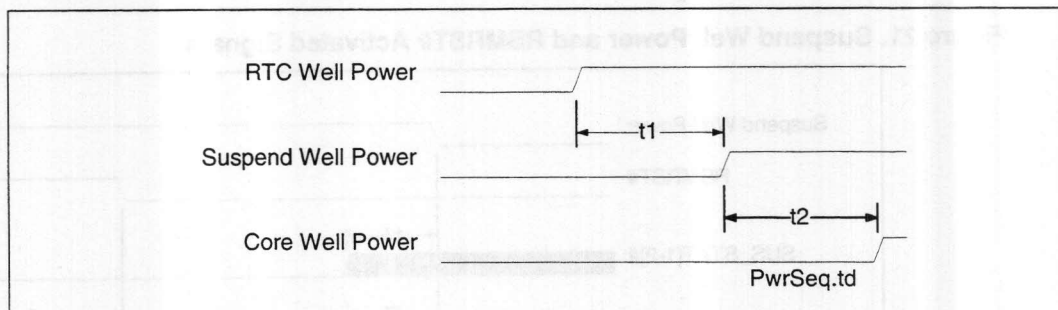 RTC Well Power
t1
Suspend Well Power
t2
Core Well Power
PwrSeq.td